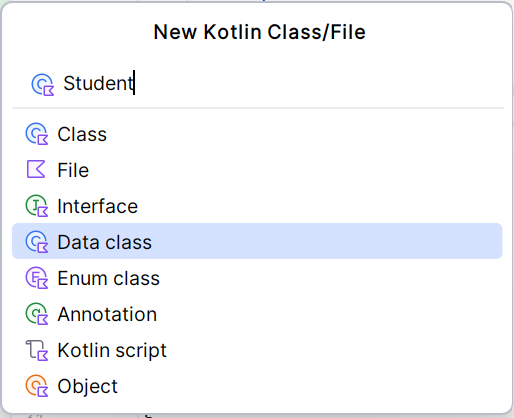 New Kotlin Class/File
Student
Class
File
Interface
Data class
Enum class
Annotation
Kotlin script
Object